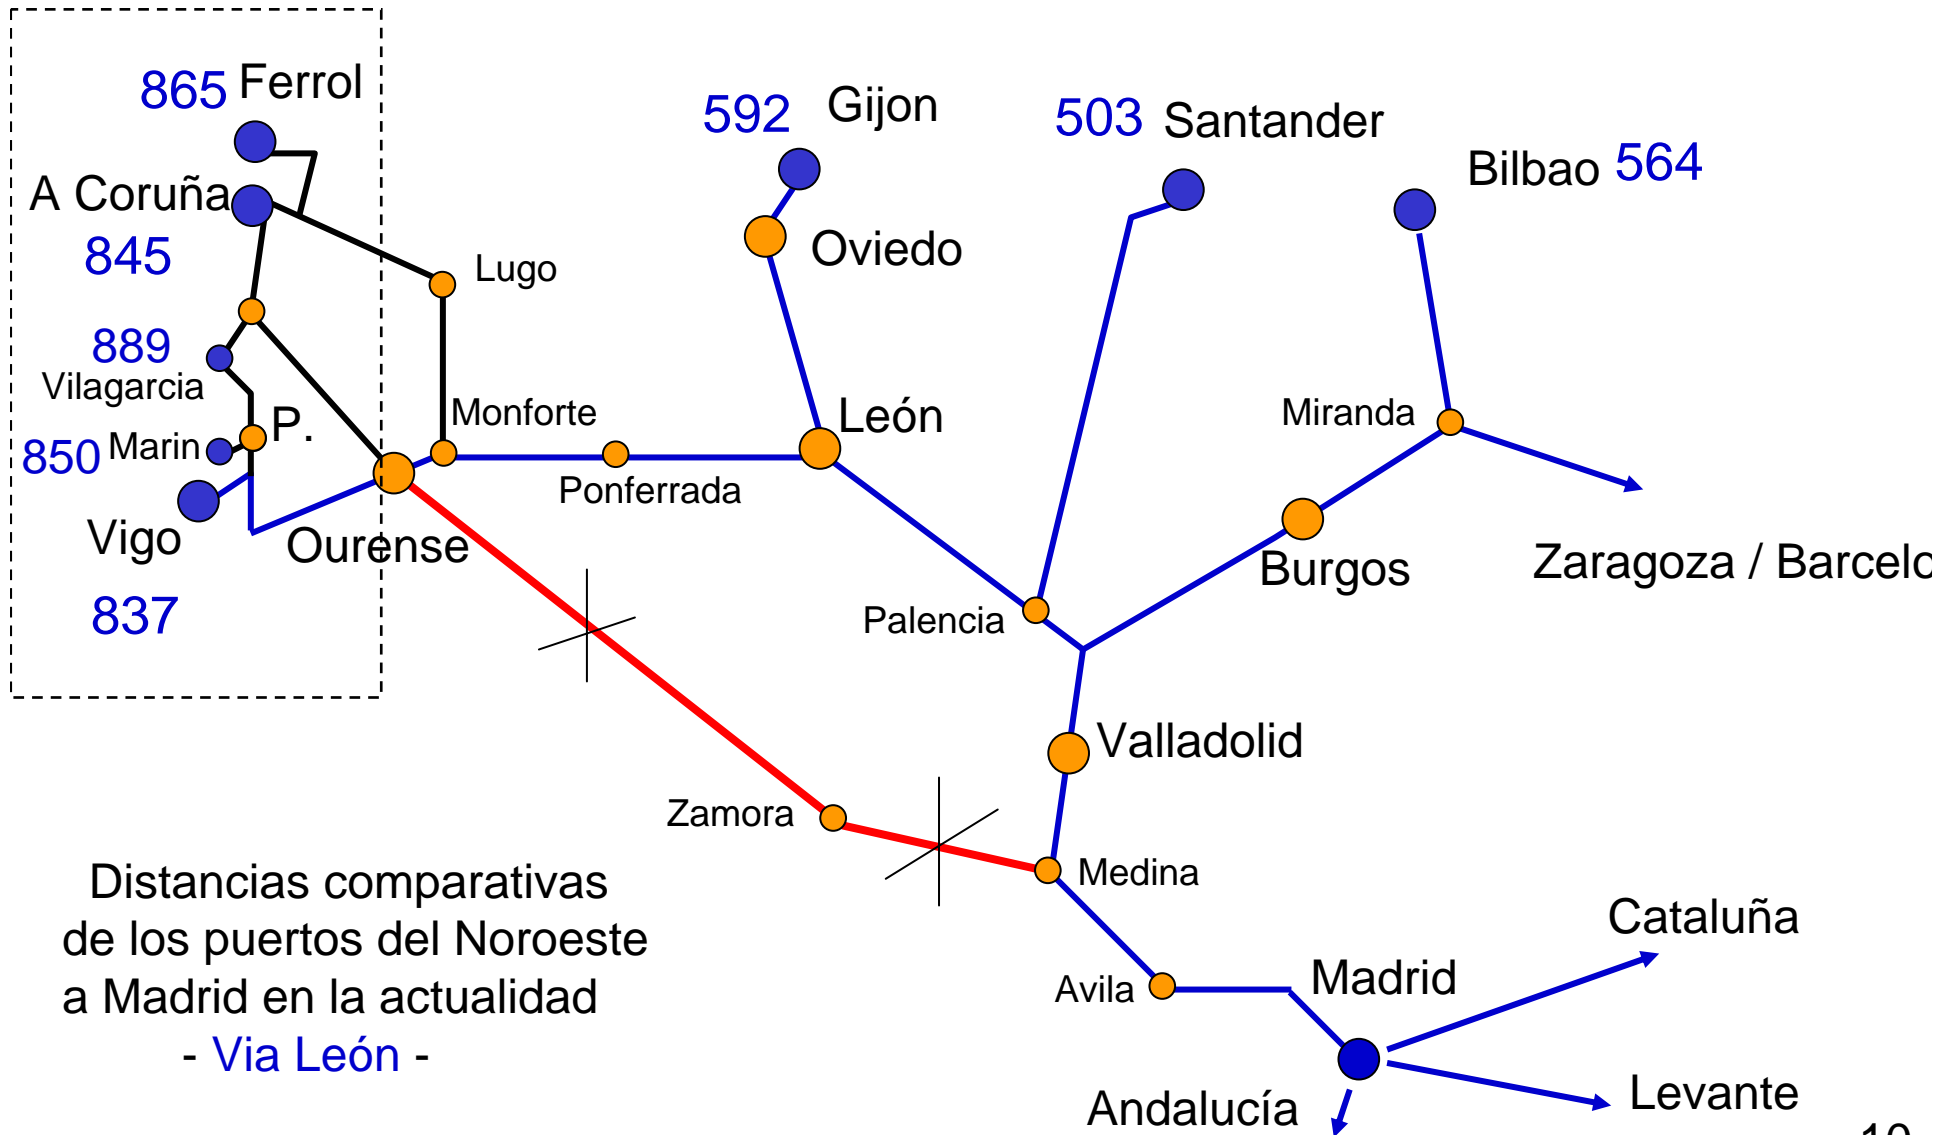 865 Ferrol
592 Gijon
503 Santander
Bilbao 564
A Coruña
845
Oviedo
Lugo
889
Vilagarcia
P.
Monforte
León
Miranda
850 Marin
Ponferrada
Vigo
Ourense
Burgos
Zaragoza / Barcelo
837
Palencia
Valladolid
Zamora
Medina
Distancias comparativas
de los puertos del Noroeste
a Madrid en la actualidad
- Via León -
Cataluña
Avila
Madrid
Andalucía
Levante